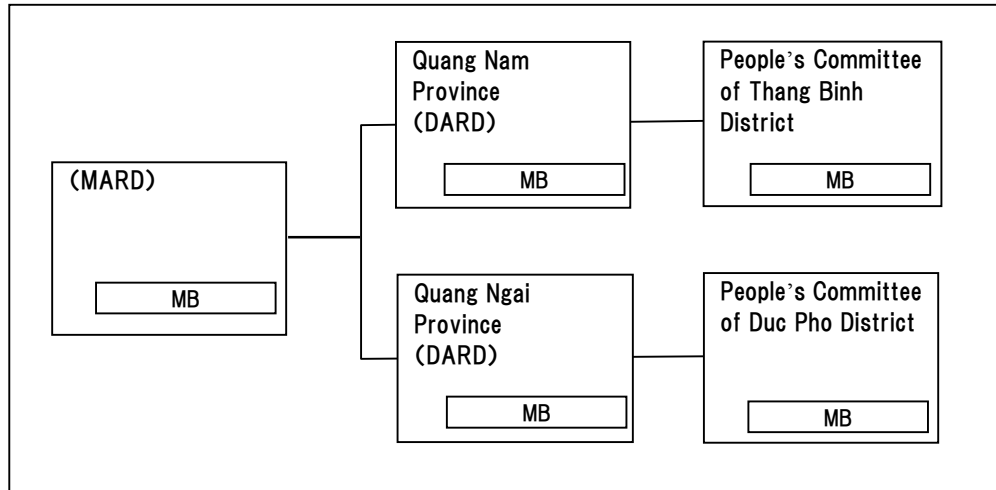 (MARD)
MB
Quang Nam
Province
(DARD)
MB
People's Committee
of Thang Binh
District
MB
Quang Ngai
Province
(DARD)
MB
People's Committee
of Duc Pho District
MB